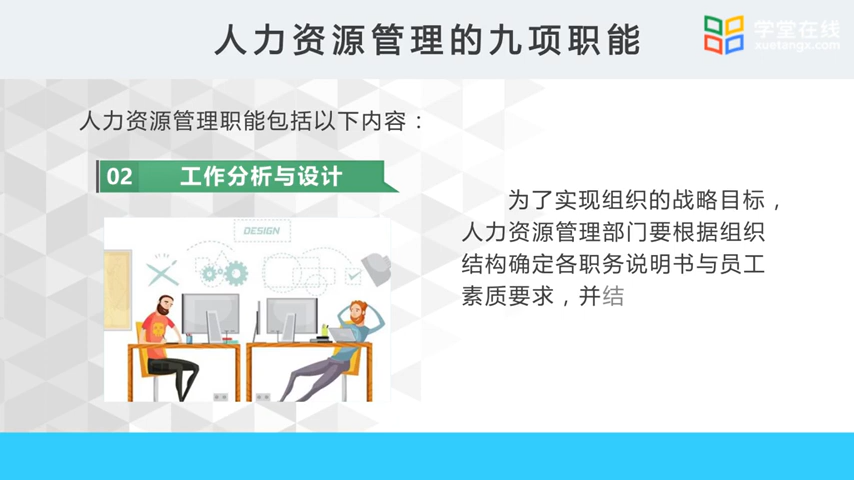 人力资源管理的九项职能
学堂在线
xuetangx.com
人力资源管理职能包括以下内容：
02 工作分析与设计
DESIGN
为了实现组织的战略目标，
人力资源管理部门要根据组织
结构确定各职务说明书与员工
素质要求，并结